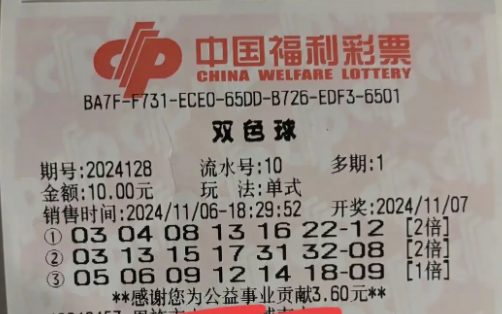 中国福利彩票
CHINA WELFARE LOTTERY
BA7F-F731-ECE0-65DD-B726-EDF3-6501
双色球
期号:2024128 流水号:10 多期:1
金额:10.00元 玩 法:单式
销售时间:2024/11/06-18:29:52 开奖:2024/11/07
① 03 04 08 13 16 22-12 [2倍]
② 03 13 15 17 31 32-08 [2倍]
③ 05 06 09 12 14 18-09 [1倍]
**感谢您为公益事业贡献3.60元**